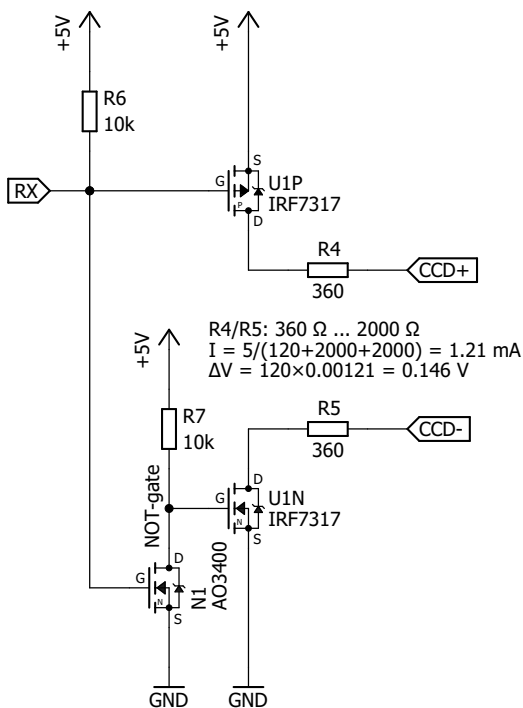 +5V
+5V
R6
10k
RX
G
S
P
D
U1P
IRF7317
R4
360
CCD+
R4/R5: 360 Ω ... 2000 Ω
I = 5/(120+2000+2000) = 1.21 mA
ΔV = 120×0.00121 = 0.146 V
+5V
R7
10k
R5
360
CCD-
NOT-gate
G
D
N
S
U1N
IRF7317
G
D
N
S
N1
AO3400
GND
GND